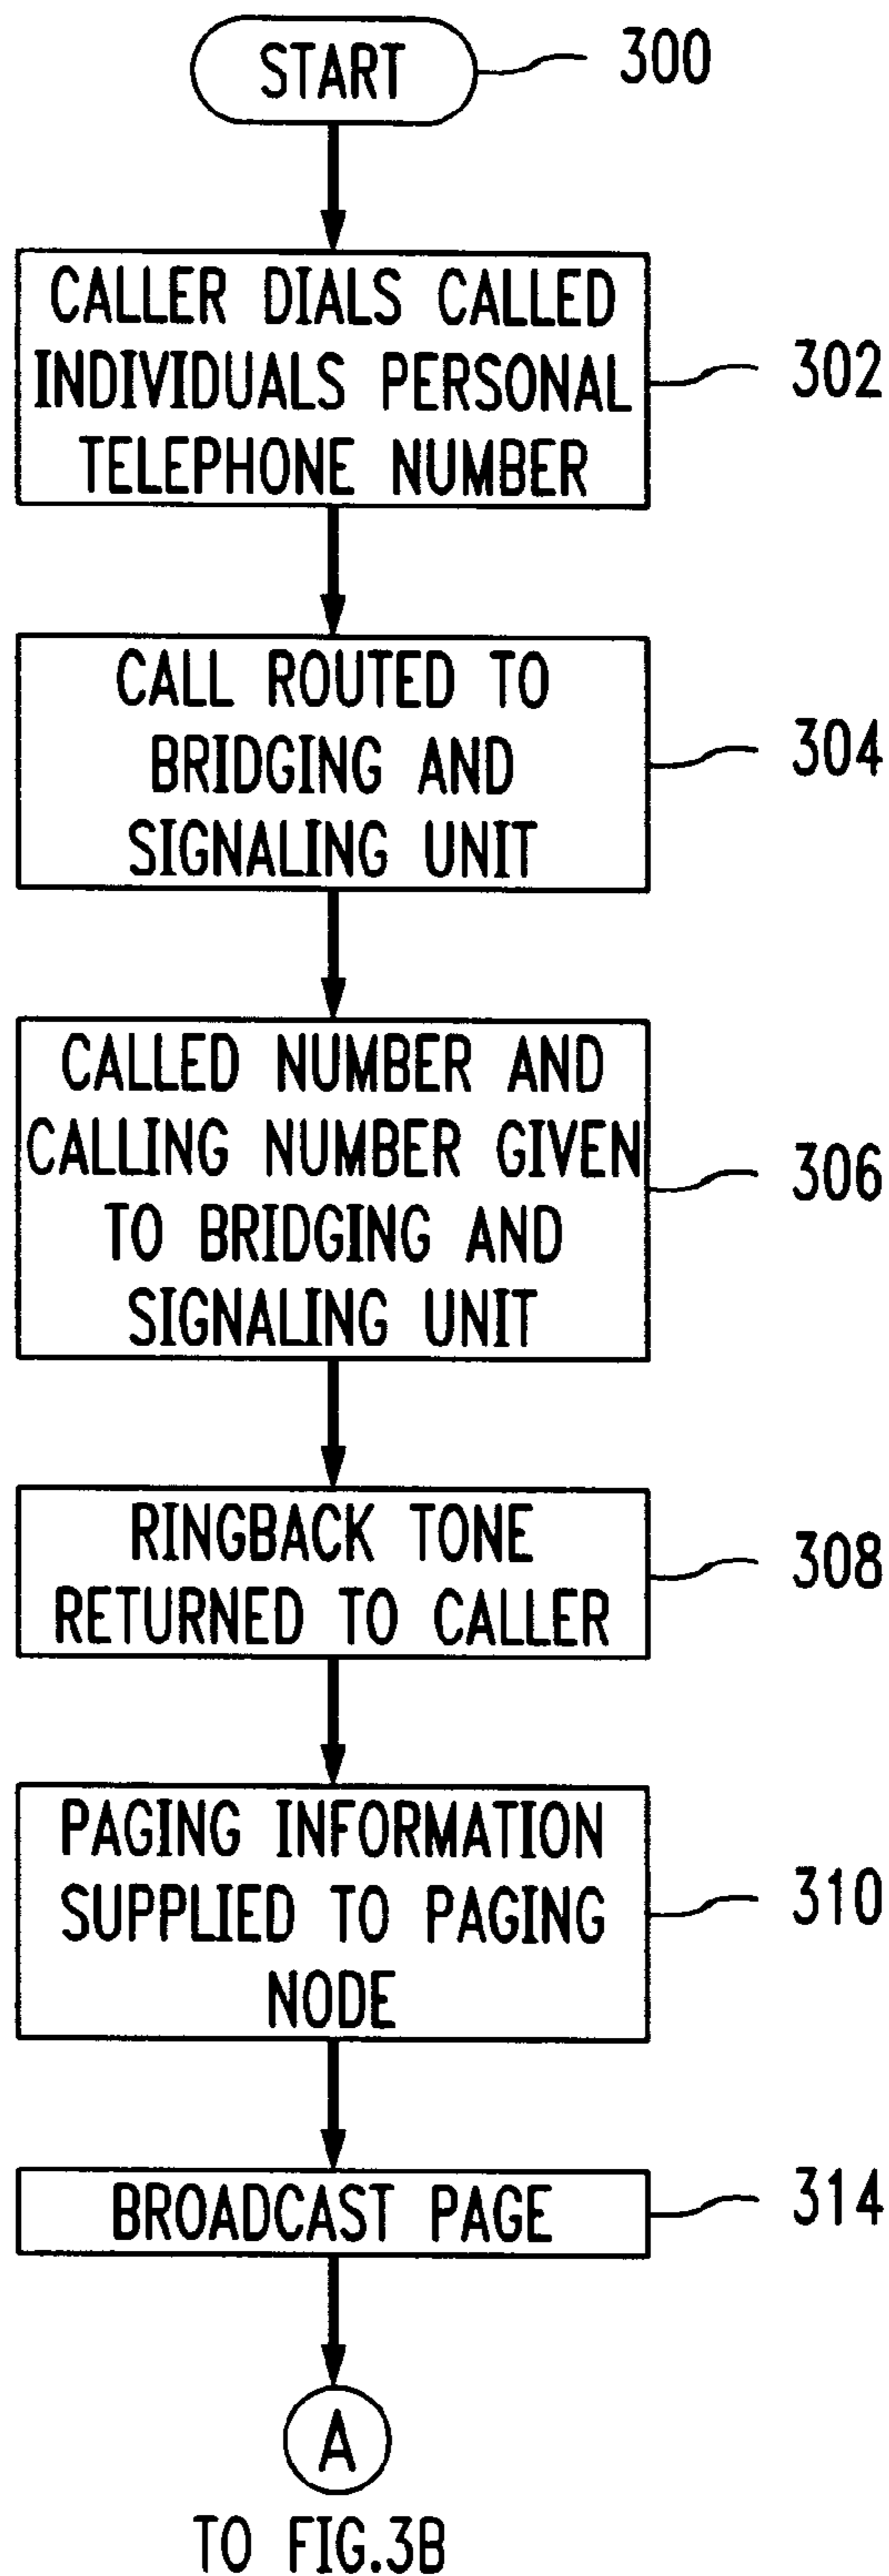 START
300
CALLER DIALS CALLED
INDIVIDUALS PERSONAL
TELEPHONE NUMBER
302
CALL ROUTED TO
BRIDGING AND
SIGNALING UNIT
304
CALLED NUMBER AND
CALLING NUMBER GIVEN
TO BRIDGING AND
SIGNALING UNIT
306
RINGBACK TONE
RETURNED TO CALLER
308
PAGING INFORMATION
SUPPLIED TO PAGING
NODE
310
BROADCAST PAGE
314
A
TO FIG.3B